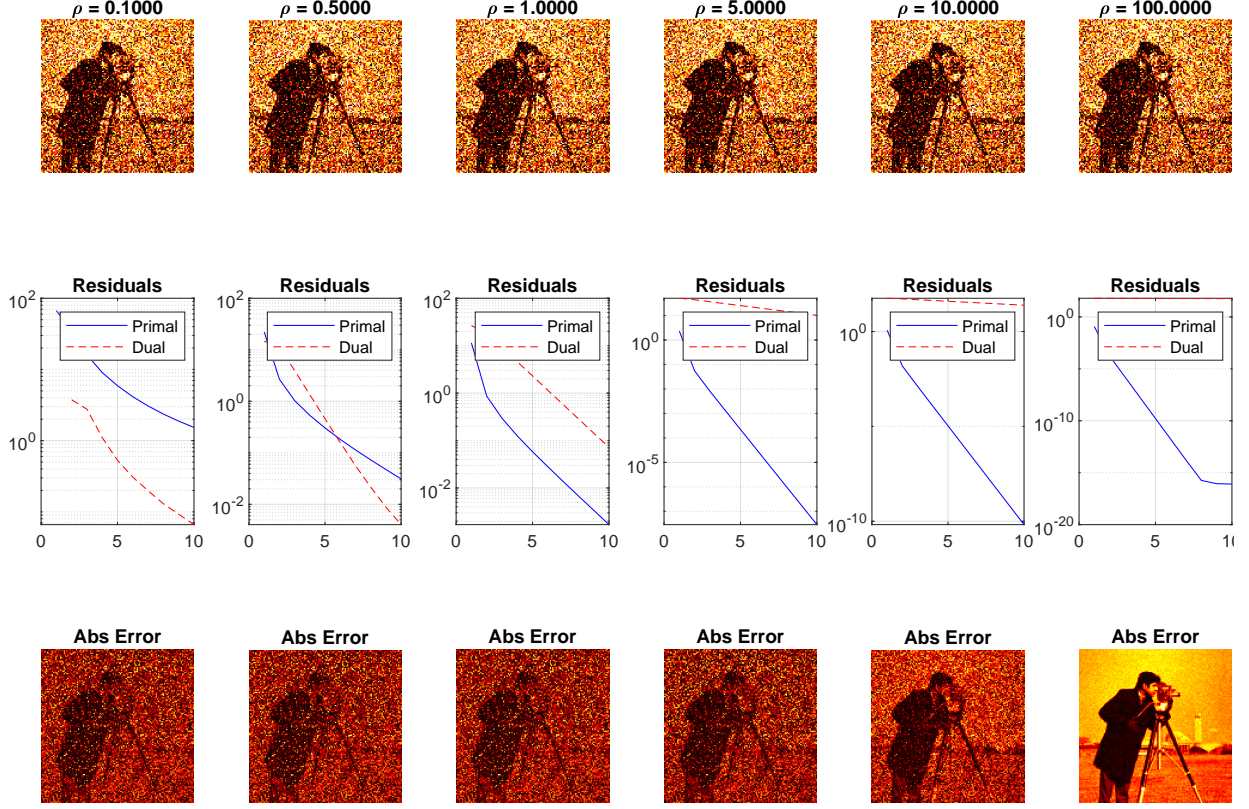 ρ = 0.1000 ρ = 0.5000 ρ = 1.0000 ρ = 5.0000 ρ = 10.0000 ρ = 100.0000
Residuals Residuals Residuals Residuals Residuals Residuals
10^2 10^2 10^2
Primal Primal Primal Primal Primal Primal
Dual Dual Dual Dual Dual Dual
10^0 10^0 10^0 10^0 10^0 10^0
10^-2 10^-2 10^-5 10^-10 10^-10 10^-20
0 5 10 0 5 10 0 5 10 0 5 10 0 5 10 0 5 10
Abs Error Abs Error Abs Error Abs Error Abs Error Abs Error